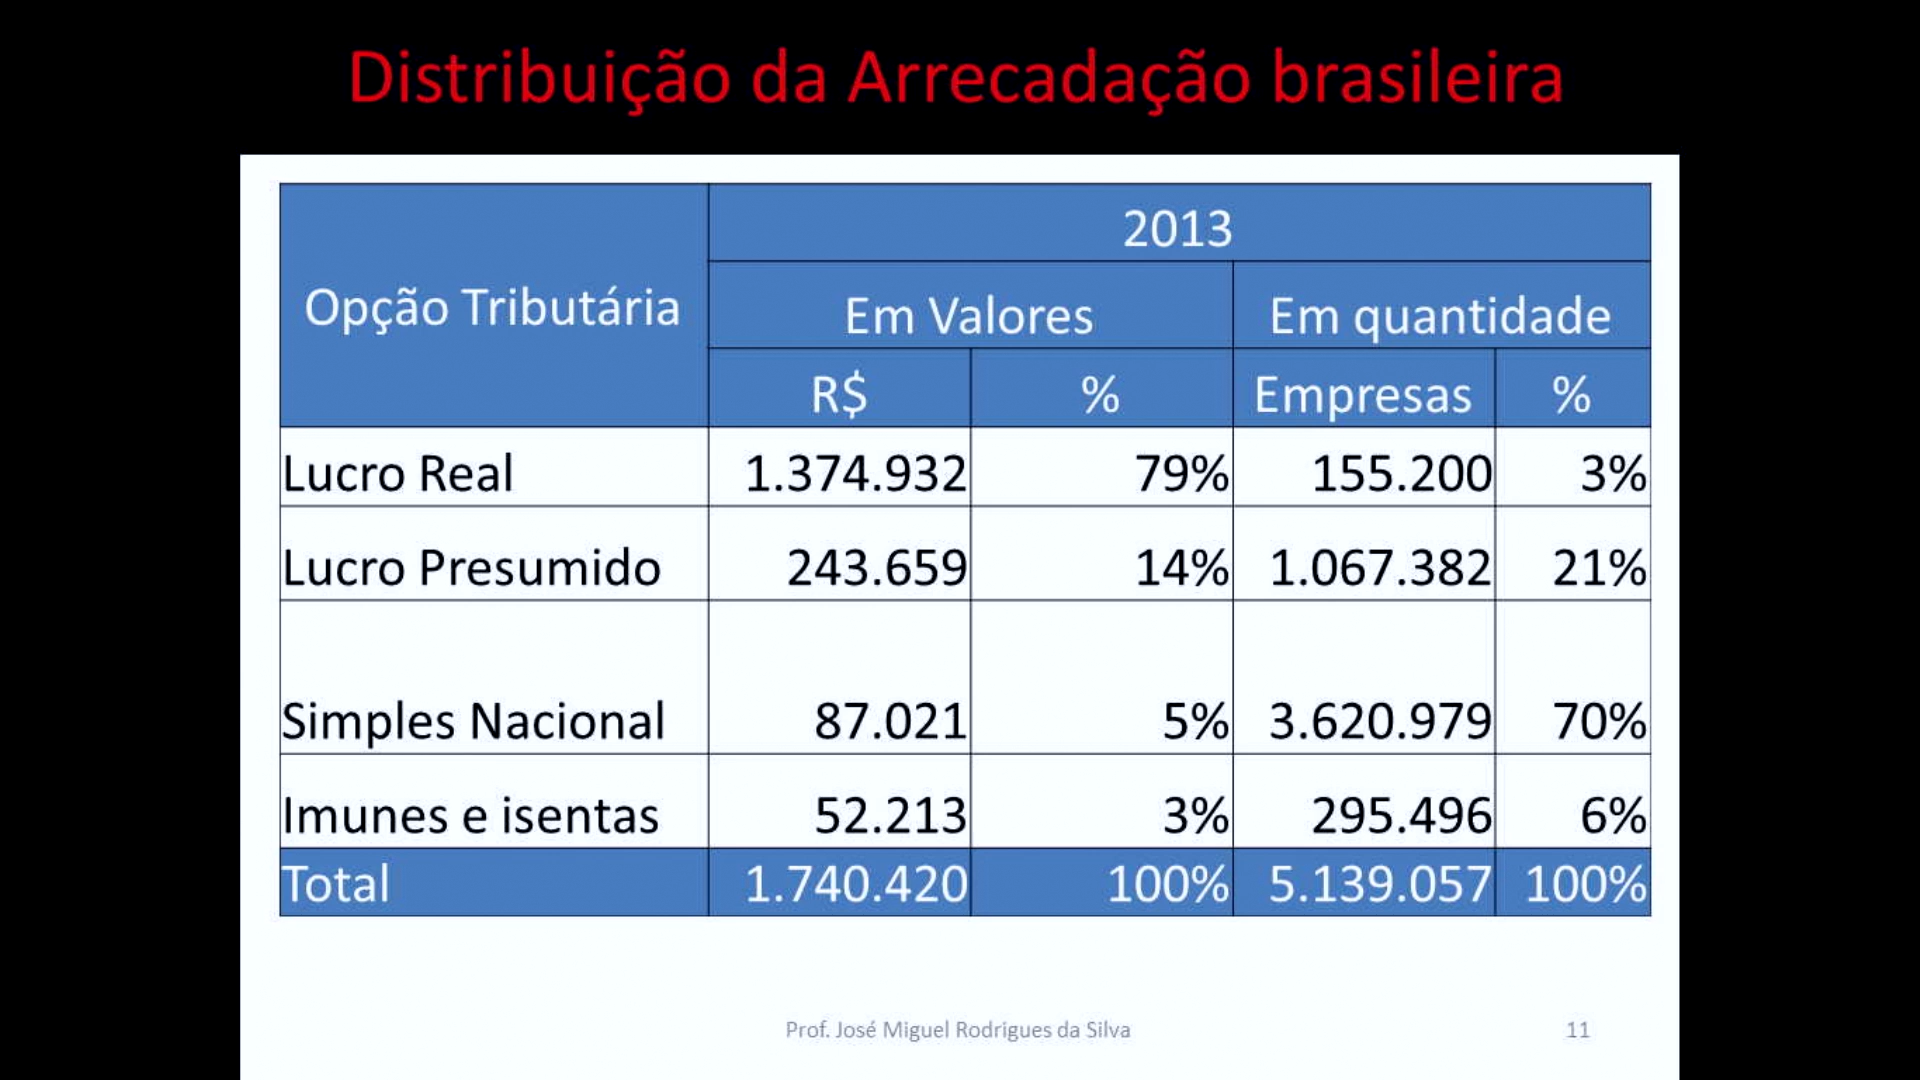 Distribuição da Arrecadação brasileira
Opção Tributária
2013
Em Valores
Em quantidade
R$ % Empresas %
Lucro Real 1.374.932 79% 155.200 3%
Lucro Presumido 243.659 14% 1.067.382 21%
Simples Nacional 87.021 5% 3.620.979 70%
Imunes e isentas 52.213 3% 295.496 6%
Total 1.740.420 100% 5.139.057 100%
Prof. José Miguel Rodrigues da Silva
11